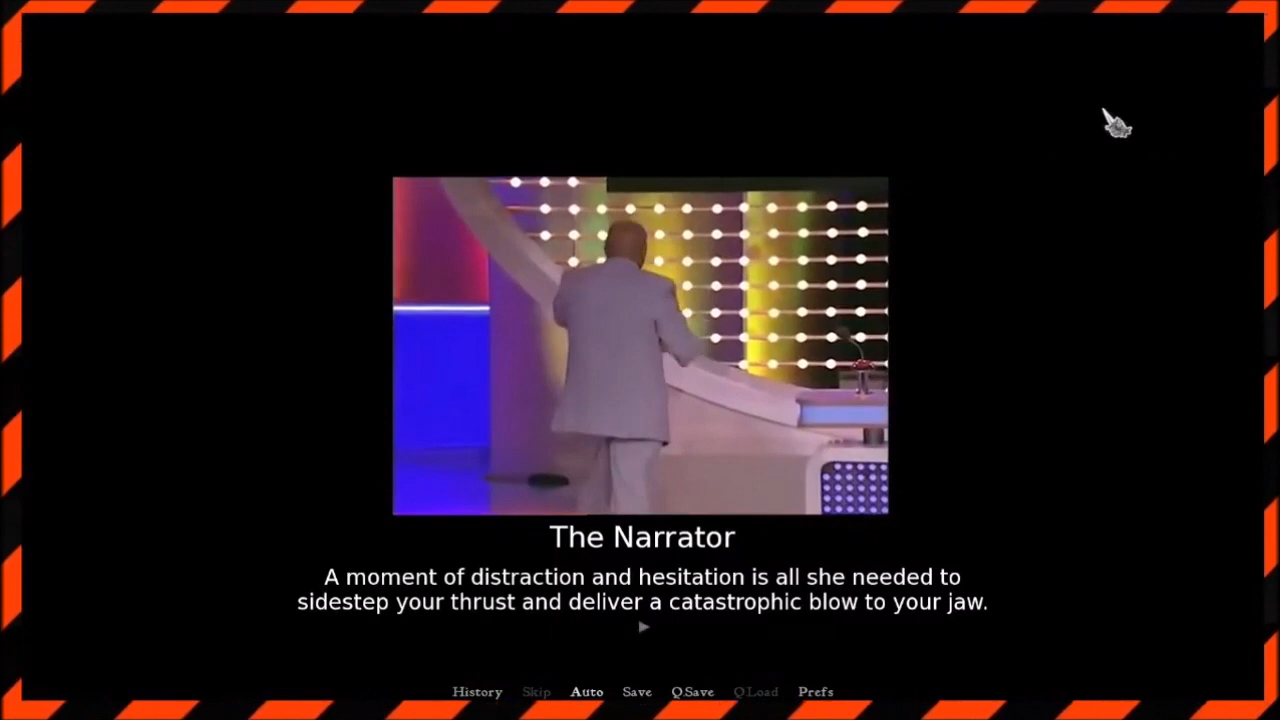 The Narrator
A moment of distraction and hesitation is all she needed to
sidestep your thrust and deliver a catastrophic blow to your jaw.
History Skip Auto Save Q.Save Q.Load Prefs